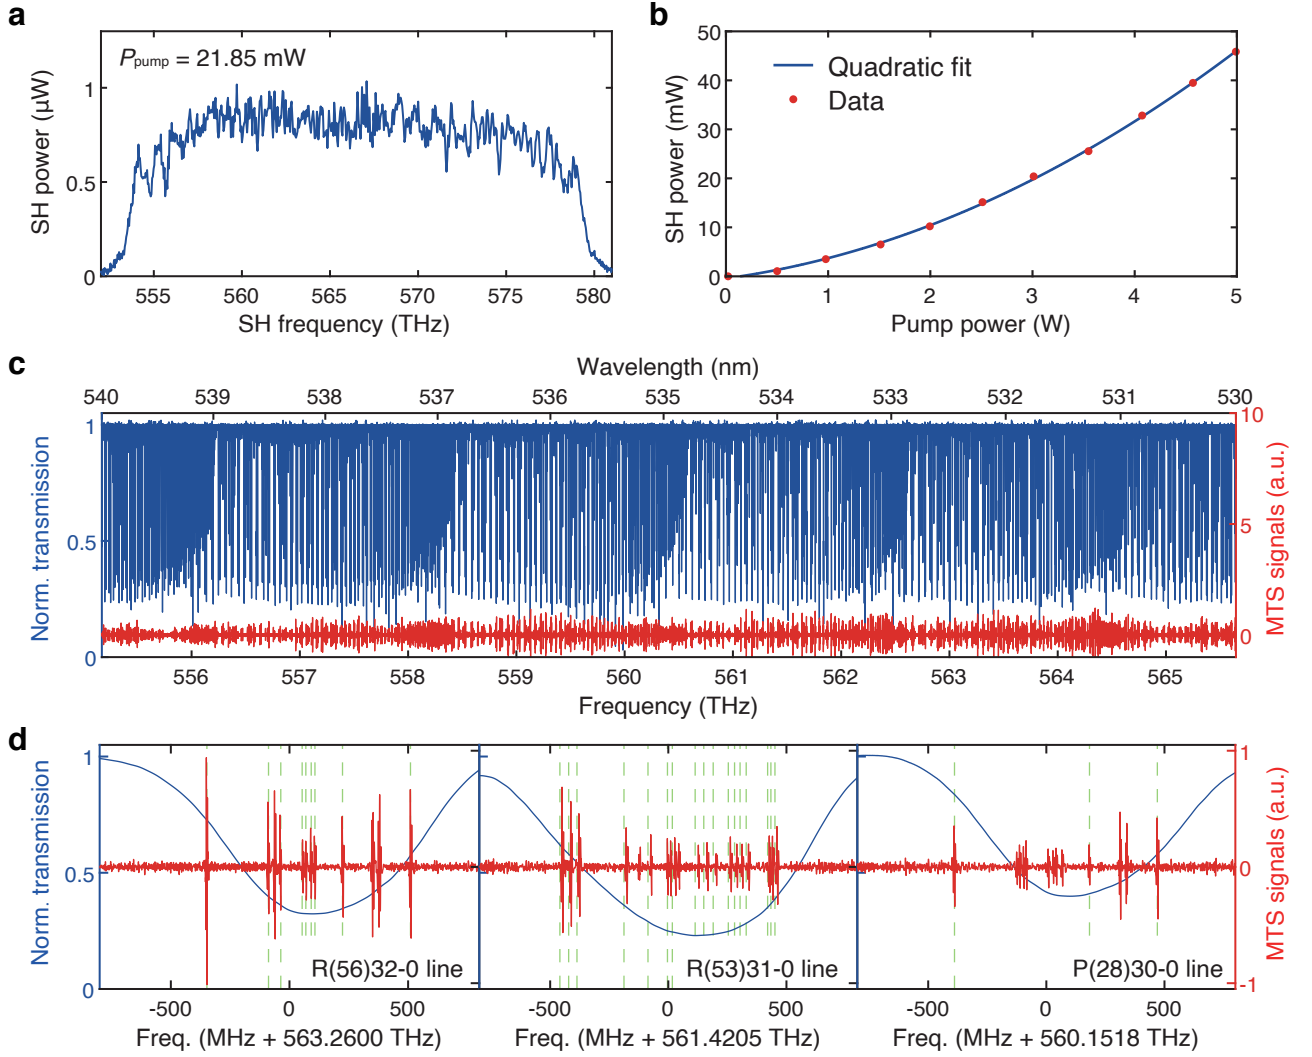 a
P_pump = 21.85 mW
SH power (µW)
1
0.5
0
555 560 565 570 575 580
SH frequency (THz)
b
Quadratic fit
Data
SH power (mW)
50
40
30
20
10
0
0 1 2 3 4 5
Pump power (W)
c
Wavelength (nm)
540 539 538 537 536 535 534 533 532 531 530
Norm. transmission
1
0.5
0
10
5
0
MTS signals (a.u.)
556 557 558 559 560 561 562 563 564 565
Frequency (THz)
d
Norm. transmission
1
0.5
0
R(56)32-0 line
R(53)31-0 line
P(28)30-0 line
1
0
-1
MTS signals (a.u.)
-500 0 500
-500 0 500
-500 0 500
Freq. (MHz + 563.2600 THz)
Freq. (MHz + 561.4205 THz)
Freq. (MHz + 560.1518 THz)